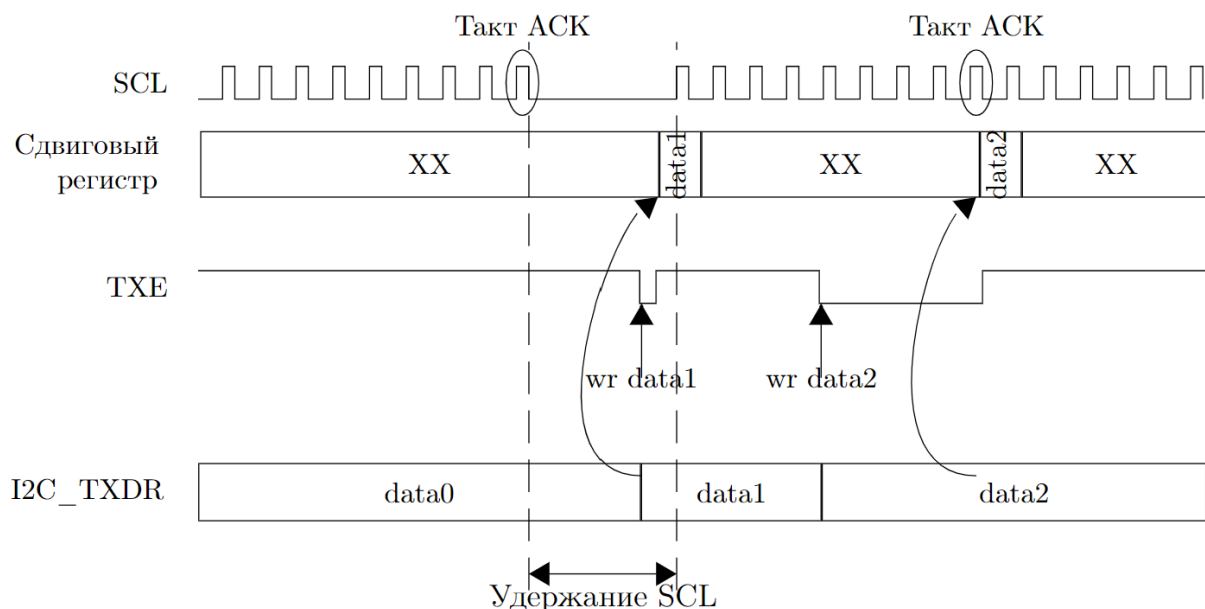 Такт ACK Такт ACK
SCL
Сдвиговый
регистр
XX data1 XX data2 XX
TXE
wr data1 wr data2
I2C_TXDR data0 data1 data2
Удержание SCL